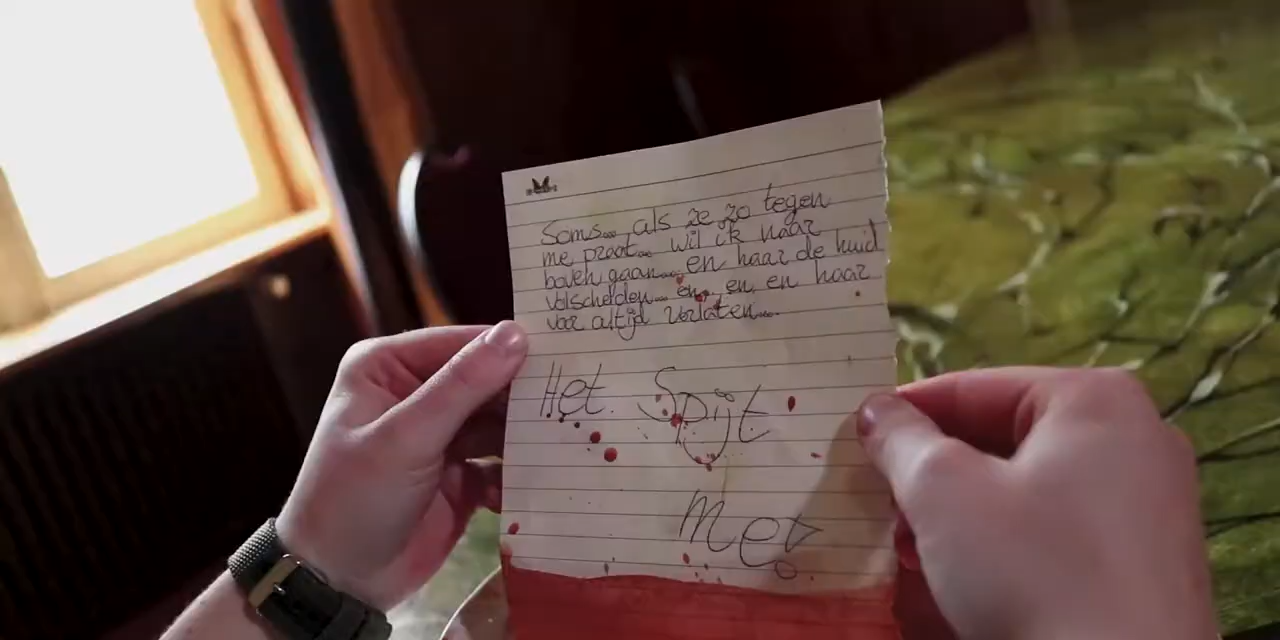 Soms... als ze zo tegen
me praat... wil ik naar
boven gaan... en haar de huid
volschelden... en, en en haar
voor altijd verlaten...
Het Spijt
Me